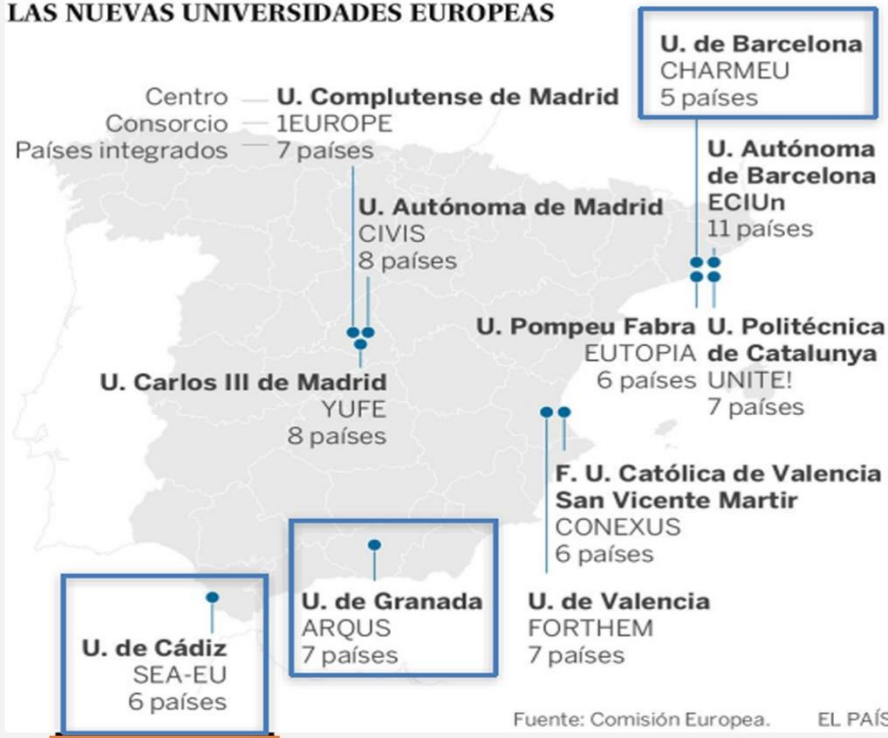 LAS NUEVAS UNIVERSIDADES EUROPEAS
U. de Barcelona
CHARMEU
5 países
Centro
Consorcio
Países integrados
U. Complutense de Madrid
1EUROPE
7 países
U. Autónoma
de Barcelona
ECIUn
11 países
U. Autónoma de Madrid
CIVIS
8 países
U. Pompeu Fabra
EUTOPIA
6 países
U. Politécnica
de Catalunya
UNITE!
7 países
U. Carlos III de Madrid
YUFE
8 países
F. U. Católica de Valencia
San Vicente Martir
CONEXUS
6 países
U. de Granada
ARQUS
7 países
U. de Valencia
FORTHEM
7 países
U. de Cádiz
SEA-EU
6 países
Fuente: Comisión Europea.
EL PAÍS